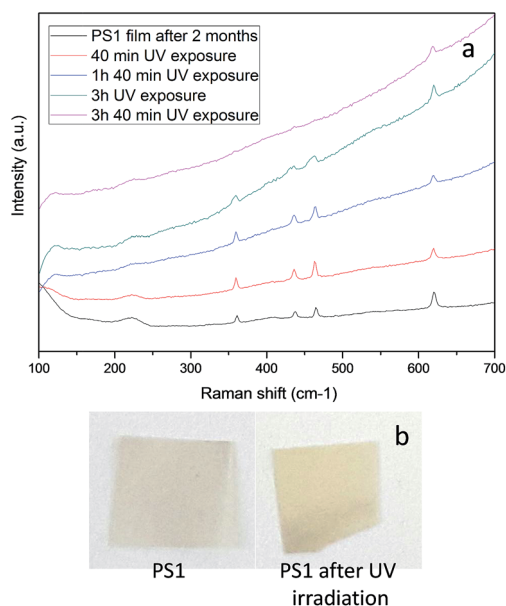 PS1 film after 2 months
40 min UV exposure
1h 40 min UV exposure
3h UV exposure
3h 40 min UV exposure
a
Intensity (a.u.)
100 200 300 400 500 600 700
Raman shift (cm-1)
b
PS1
PS1 after UV
irradiation